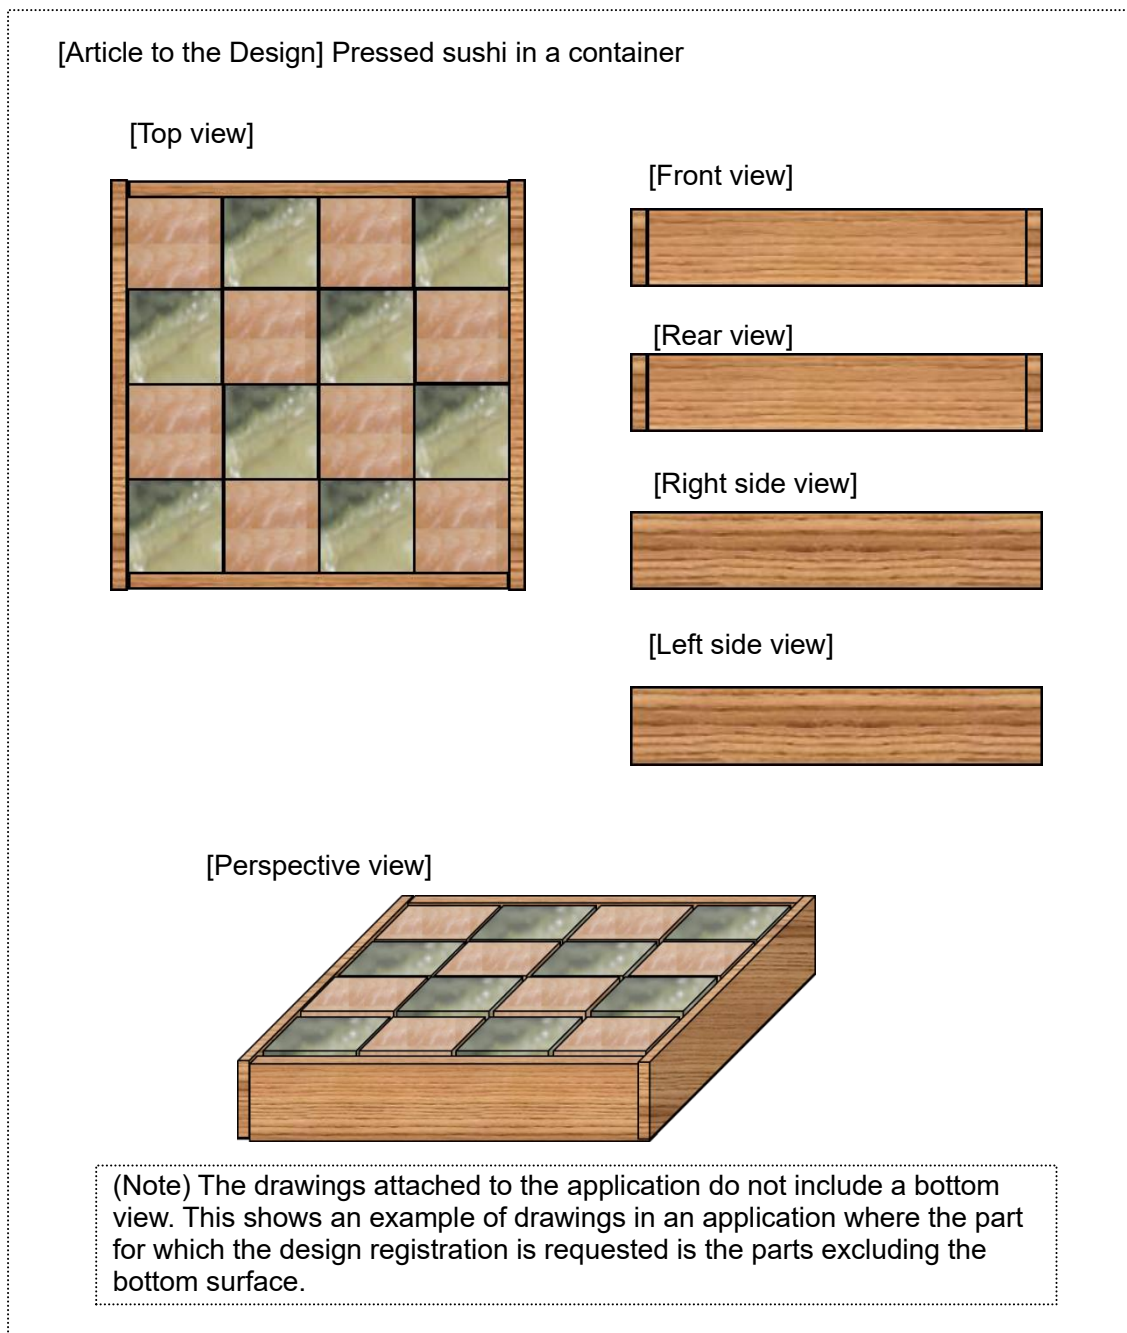 [Article to the Design] Pressed sushi in a container
[Top view]
[Front view]
[Rear view]
[Right side view]
[Left side view]
[Perspective view]
(Note) The drawings attached to the application do not include a bottom
view. This shows an example of drawings in an application where the part
for which the design registration is requested is the parts excluding the
bottom surface.